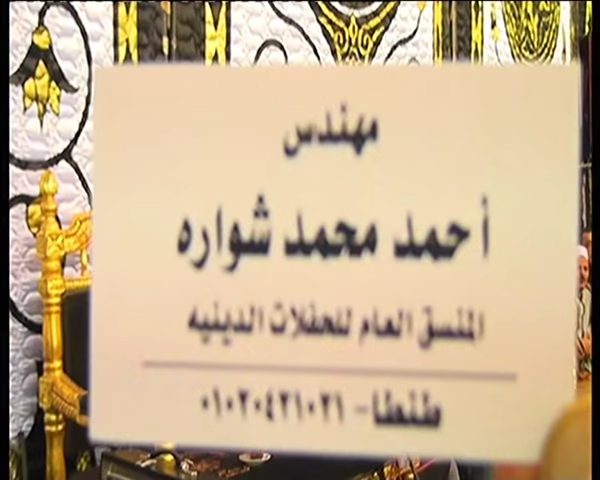 مهندس
أحمد محمد شواره
المنسق العام للحفلات الدينيه
طنطا - ٠١٠٢٠٤٢١٠٢١